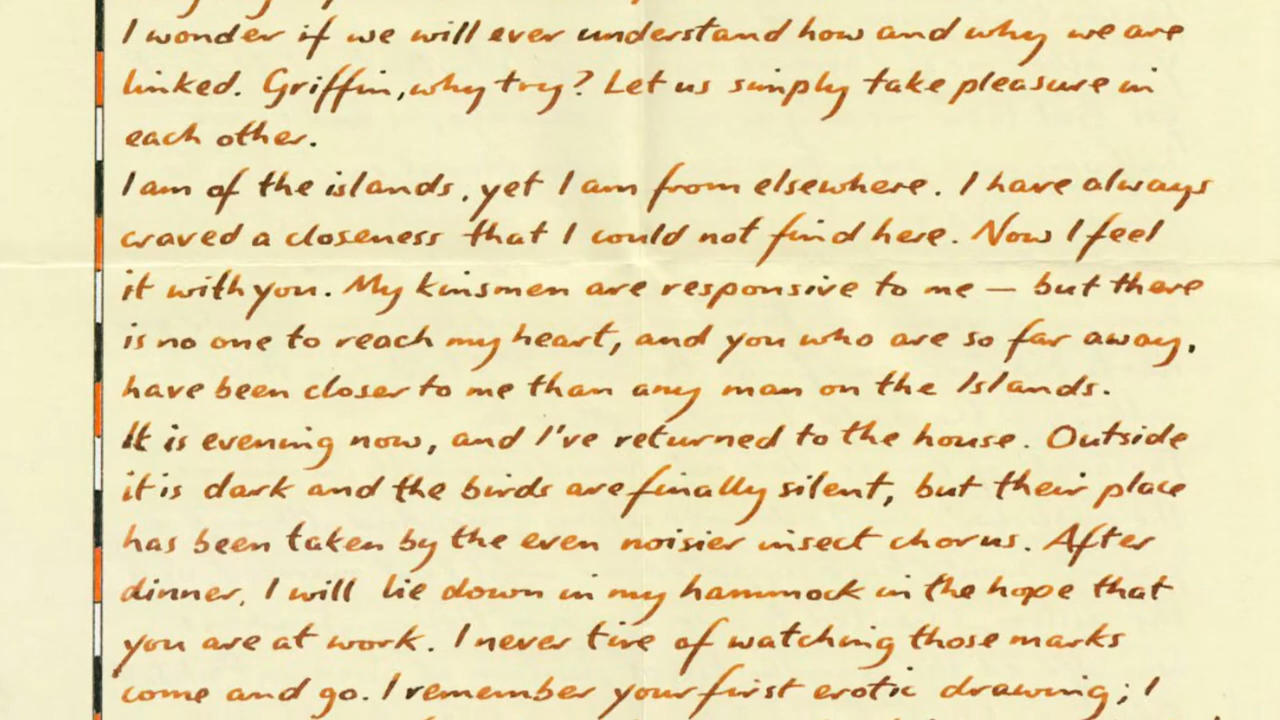 I wonder if we will ever understand how and why we are
linked. Griffin, why try? Let us simply take pleasure in
each other.
I am of the islands, yet I am from elsewhere. I have always
craved a closeness that I could not find here. Now I feel
it with you. My kinsmen are responsive to me — but there
is no one to reach my heart, and you who are so far away,
have been closer to me than any man on the Islands.
It is evening now, and I've returned to the house. Outside
it is dark and the birds are finally silent, but their place
has been taken by the even noisier insect chorus. After
dinner, I will lie down in my hammock in the hope that
you are at work. I never tire of watching those marks
come and go. I remember your first erotic drawing; I